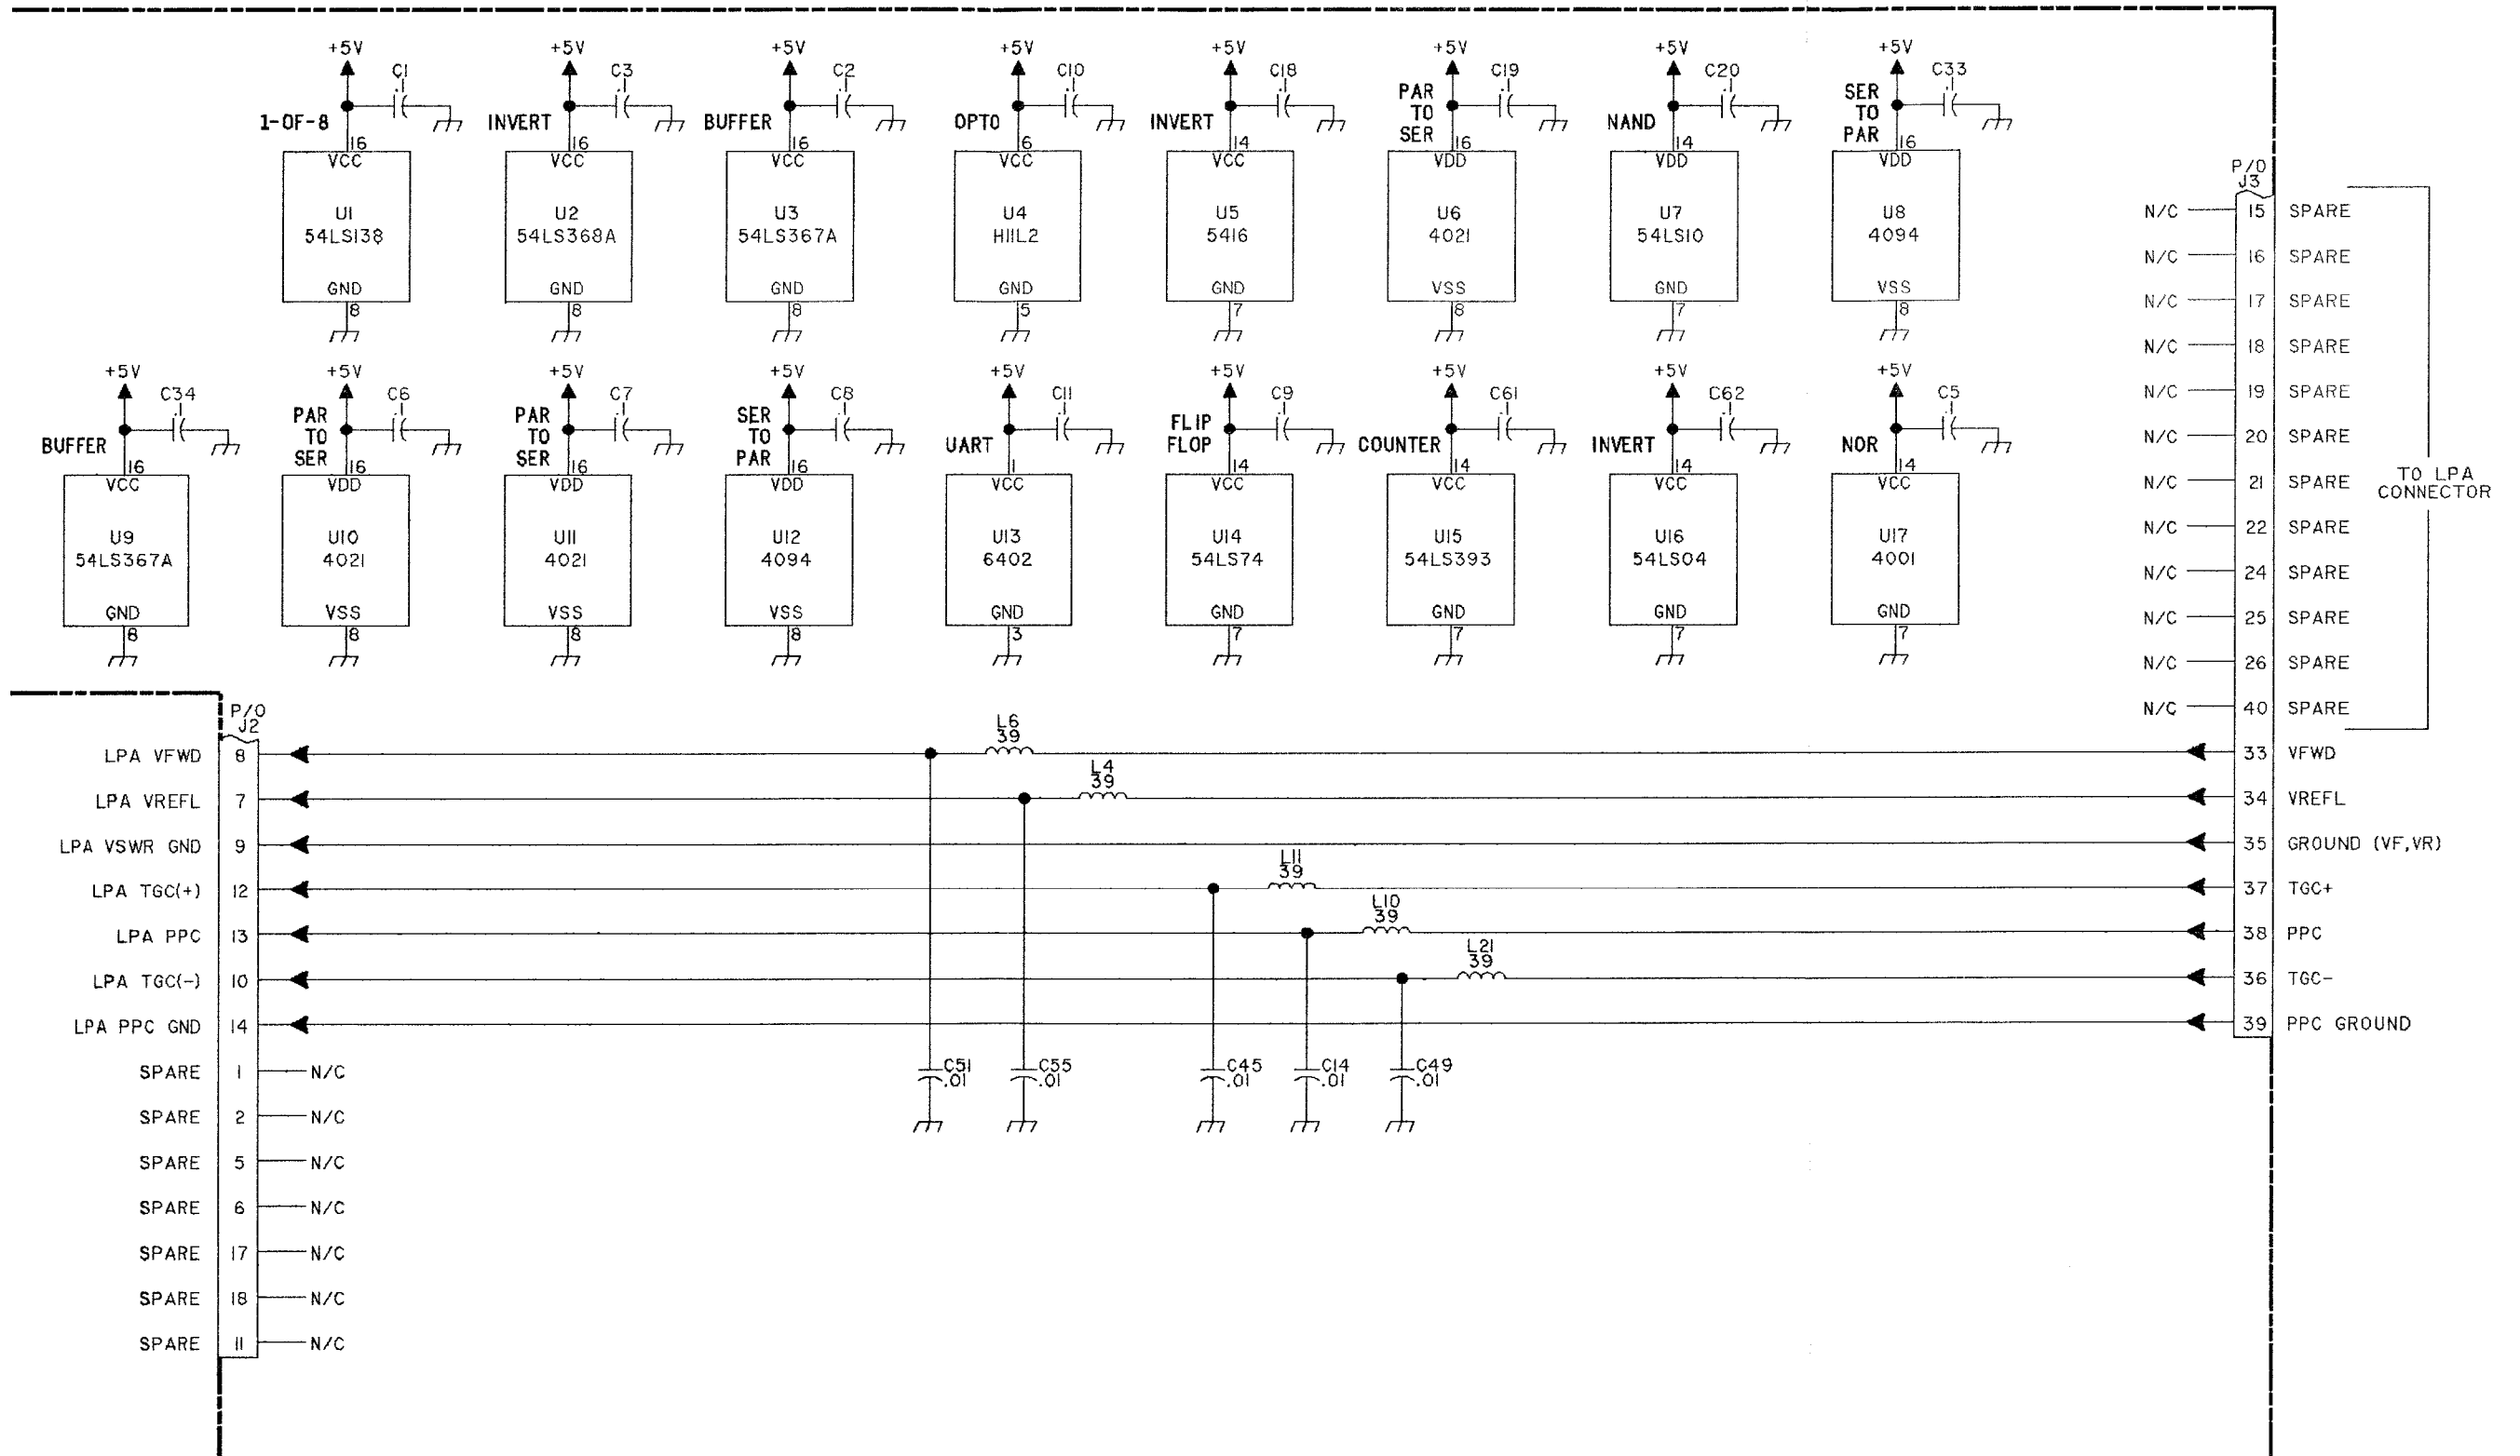 +5V +5V +5V +5V +5V +5V +5V +5V
C1 C3 C2 C10 C18 C19 C20 C33
.1 .1 .1 .1 .1 .1 .1 .1
1-OF-8 INVERT BUFFER OPTO INVERT PAR TO SER NAND SER TO PAR
16 16 16 6 14 16 14 16
VCC VCC VCC VCC VCC VDD VDD VDD
U1 U2 U3 U4 U5 U6 U7 U8
54LS138 54LS368A 54LS367A H11L2 5416 4021 54LS10 4094
GND GND GND GND GND VSS GND VSS
8 8 8 5 7 8 7 8
+5V +5V +5V +5V +5V +5V +5V +5V +5V
C34 C6 C7 C8 C11 C9 C61 C62 C5
.1 .1 .1 .1 .1 .1 .1 .1 .1
BUFFER PAR TO SER PAR TO SER SER TO PAR UART FLIP FLOP COUNTER INVERT NOR
16 16 16 16 1 14 14 14 14
VCC VDD VDD VDD VCC VCC VCC VCC VCC
U9 U10 U11 U12 U13 U14 U15 U16 U17
54LS367A 4021 4021 4094 6402 54LS74 54LS393 54LS04 4001
GND VSS VSS VSS GND GND GND GND GND
8 8 8 8 3 7 7 7 7
P/O
J3
N/C 15 SPARE
N/C 16 SPARE
N/C 17 SPARE
N/C 18 SPARE
N/C 19 SPARE
N/C 20 SPARE
N/C 21 SPARE
N/C 22 SPARE
N/C 24 SPARE
N/C 25 SPARE
N/C 26 SPARE
N/C 40 SPARE
TO LPA
CONNECTOR
P/O
J2
L6
39
LPA VFWD 8 33 VFWD
L4
39
LPA VREFL 7 34 VREFL
LPA VSWR GND 9 35 GROUND (VF,VR)
L11
39
LPA TGC(+) 12 37 TGC+
L10
39
LPA PPC 13 38 PPC
L21
39
LPA TGC(-) 10 36 TGC-
LPA PPC GND 14 39 PPC GROUND
C51 C55 C45 C14 C49
.01 .01 .01 .01 .01
SPARE 1 N/C
SPARE 2 N/C
SPARE 5 N/C
SPARE 6 N/C
SPARE 17 N/C
SPARE 18 N/C
SPARE 11 N/C